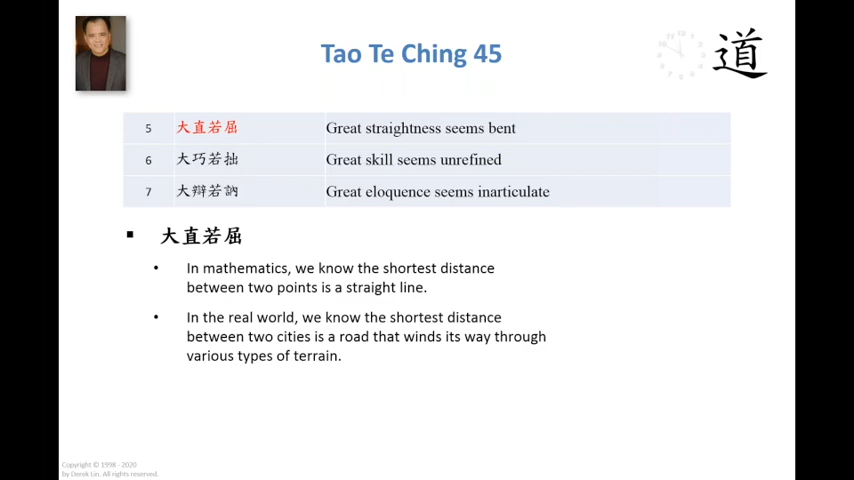 Tao Te Ching 45
道
5 大直若屈 Great straightness seems bent
6 大巧若拙 Great skill seems unrefined
7 大辯若訥 Great eloquence seems inarticulate
▪ 大直若屈
• In mathematics, we know the shortest distance
between two points is a straight line.
• In the real world, we know the shortest distance
between two cities is a road that winds its way through
various types of terrain.
Copyright © 1998 - 2020
by Derek Lin. All rights reserved.